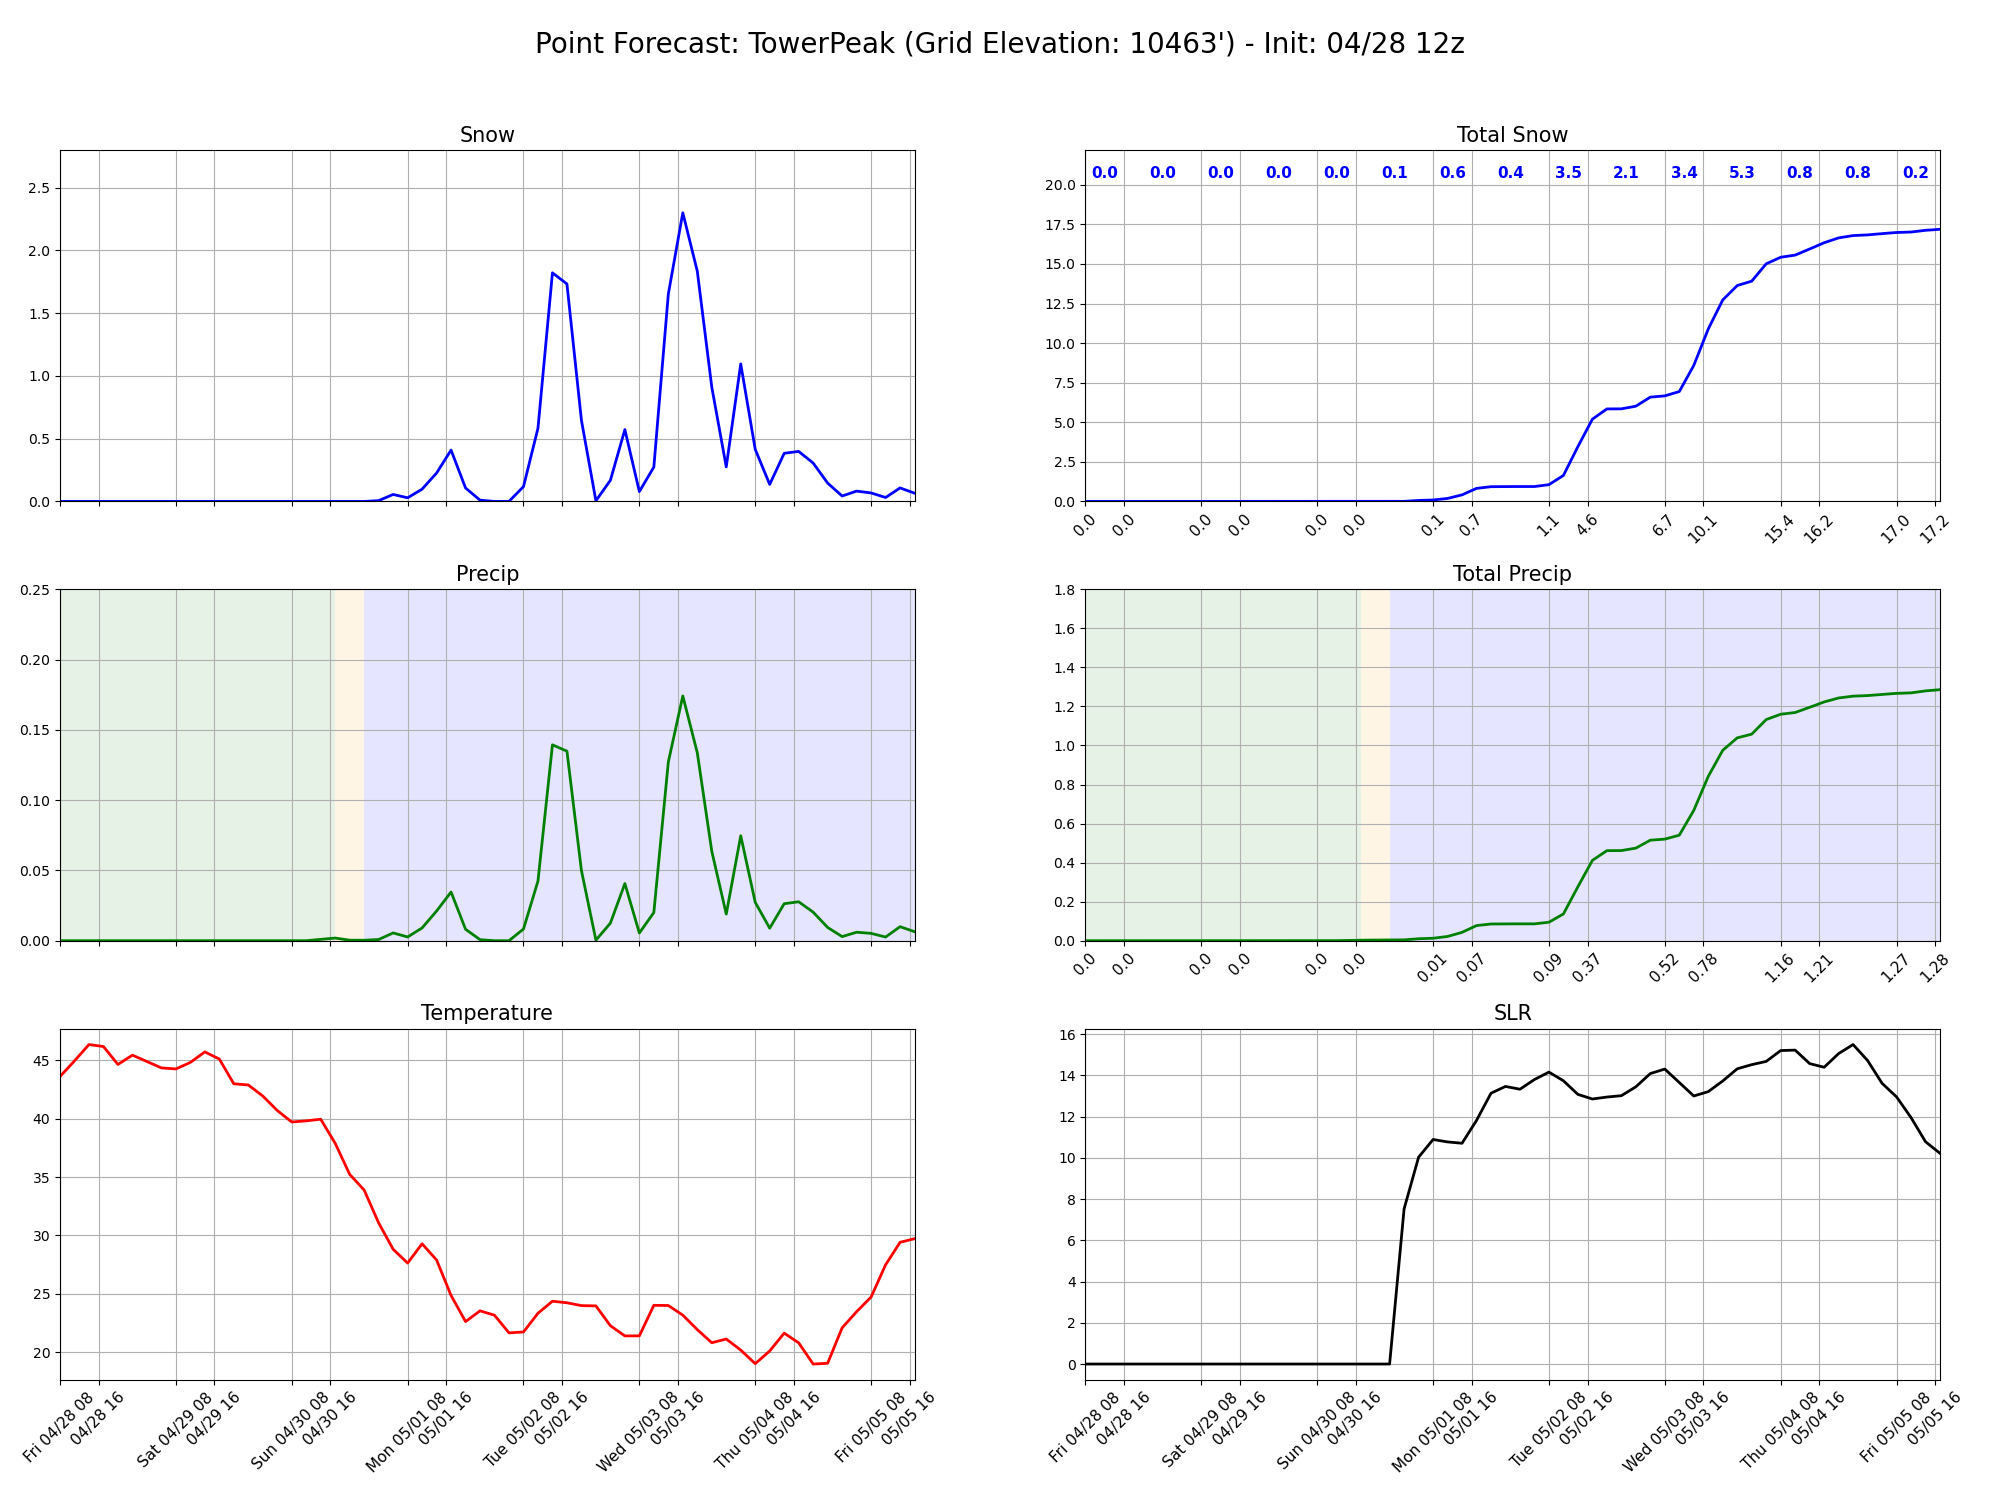 Point Forecast: TowerPeak (Grid Elevation: 10463') - Init: 04/28 12z
Snow
2.5
2.0
1.5
1.0
0.5
0.0
Total Snow
0.0 0.0 0.0 0.0 0.0 0.1 0.6 0.4 3.5 2.1 3.4 5.3 0.8 0.8 0.2
20.0
17.5
15.0
12.5
10.0
7.5
5.0
2.5
0.0
0.0 0.0 0.0 0.0 0.0 0.0 0.1 0.7 1.1 4.6 6.7 10.1 15.4 16.2 17.0 17.2
Precip
0.25
0.20
0.15
0.10
0.05
0.00
Total Precip
1.8
1.6
1.4
1.2
1.0
0.8
0.6
0.4
0.2
0.0
0.0 0.0 0.0 0.0 0.0 0.0 0.01 0.07 0.09 0.37 0.52 0.78 1.16 1.21 1.27 1.28
Temperature
45
40
35
30
25
20
Fri 04/28 08
04/28 16
Sat 04/29 08
04/29 16
Sun 04/30 08
04/30 16
Mon 05/01 08
05/01 16
Tue 05/02 08
05/02 16
Wed 05/03 08
05/03 16
Thu 05/04 08
05/04 16
Fri 05/05 08
05/05 16
SLR
16
14
12
10
8
6
4
2
0
Fri 04/28 08
04/28 16
Sat 04/29 08
04/29 16
Sun 04/30 08
04/30 16
Mon 05/01 08
05/01 16
Tue 05/02 08
05/02 16
Wed 05/03 08
05/03 16
Thu 05/04 08
05/04 16
Fri 05/05 08
05/05 16